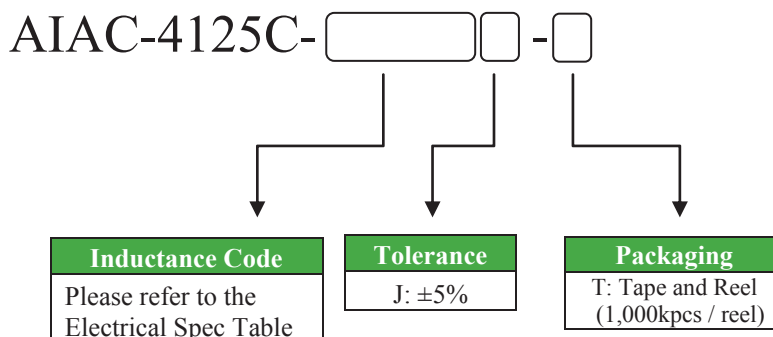 AIAC-4125C- -
Inductance Code
Please refer to the
Electrical Spec Table
Tolerance
J: ±5%
Packaging
T: Tape and Reel
(1,000kpcs / reel)